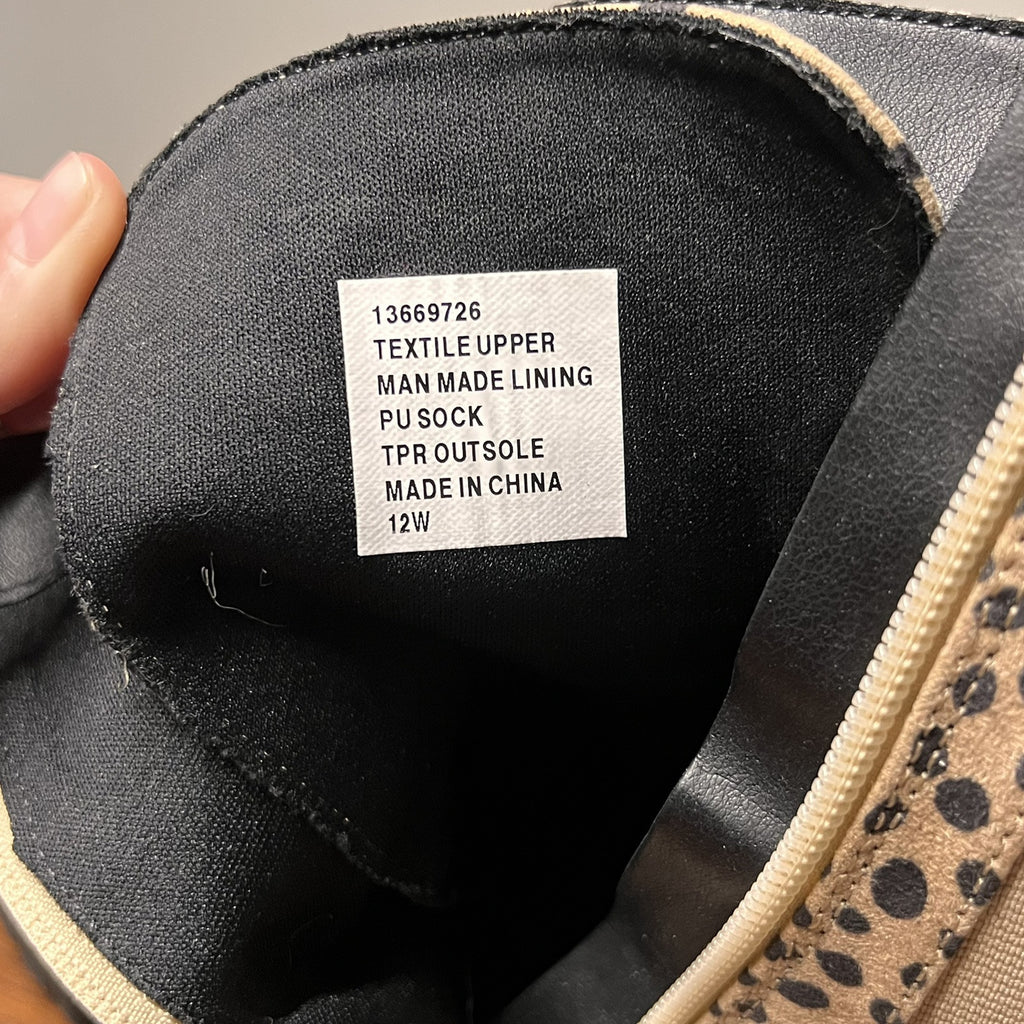 13669726
TEXTILE UPPER
MAN MADE LINING
PU SOCK
TPR OUTSOLE
MADE IN CHINA
12W